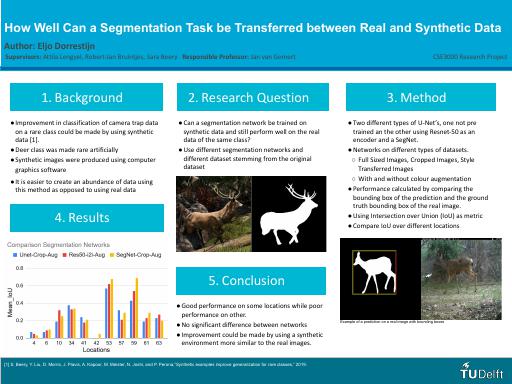 How Well Can a Segmentation Task be Transferred between Real and Synthetic Data
Author: Eljo Dorrestijn
Supervisors: Attila Lengyel, Robert-Jan Bruintjes, Sara Beery Responsible Professor: Jan van Gemert
CSE3000 Research Project
1. Background
●Improvement in classification of camera trap data
on a rare class could be made by using synthetic
data [1].
●Deer class was made rare artificially
●Synthetic images were produced using computer
graphics software
●It is easier to create an abundance of data using
this method as opposed to using real data
4. Results
Comparison Segmentation Networks
Unet-Crop-Aug Res50-i2i-Aug SegNet-Crop-Aug
Mean_IoU
0.8
0.6
0.4
0.2
0.0
4 6 10 34 41 42 53 57 59 61 63
Locations
2. Research Question
●Can a segmentation network be trained on
synthetic data and still perform well on the real
data of the same class?
●Use different segmentation networks and
different dataset stemming from the original
dataset
5. Conclusion
●Good performance on some locations while poor
performance on other.
●No significant difference between networks
●Improvement could be made by using a synthetic
environment more similar to the real images.
3. Method
●Two different types of U-Net's, one not pre
trained an the other using Resnet-50 as an
encoder and a SegNet.
●Networks on different types of datasets.
○ Full Sized Images, Cropped Images, Style
Transferred Images
○ With and without colour augmentation
●Performance calculated by comparing the
bounding box of the prediction and the ground
truth bounding box of the real image.
●Using Intersection over Union (IoU) as metric
●Compare IoU over different locations
Example of a prediction on a real image with bounding boxes
[1] S. Beery, Y. Liu, D. Morris, J. Piavis, A. Kapoor, M. Meister, N. Joshi, and P. Perona, "Synthetic examples improve generalization for rare classes," 2019.
TUDelft